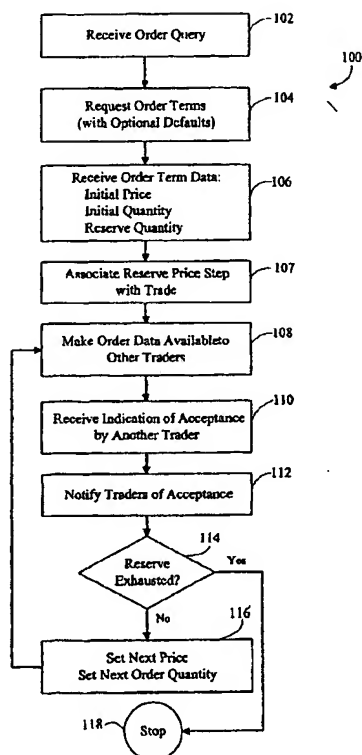 102
Receive Order Query
100
104
Request Order Terms
(with Optional Defaults)
106
Receive Order Term Data:
Initial Price
Initial Quantity
Reserve Quantity
107
Associate Reserve Price Step
with Trade
108
Make Order Data Availableto
Other Traders
110
Receive Indication of Acceptance
by Another Trader
112
Notify Traders of Acceptance
114
Reserve
Exhausted?
Yes
No
116
Set Next Price
Set Next Order Quantity
118
Stop